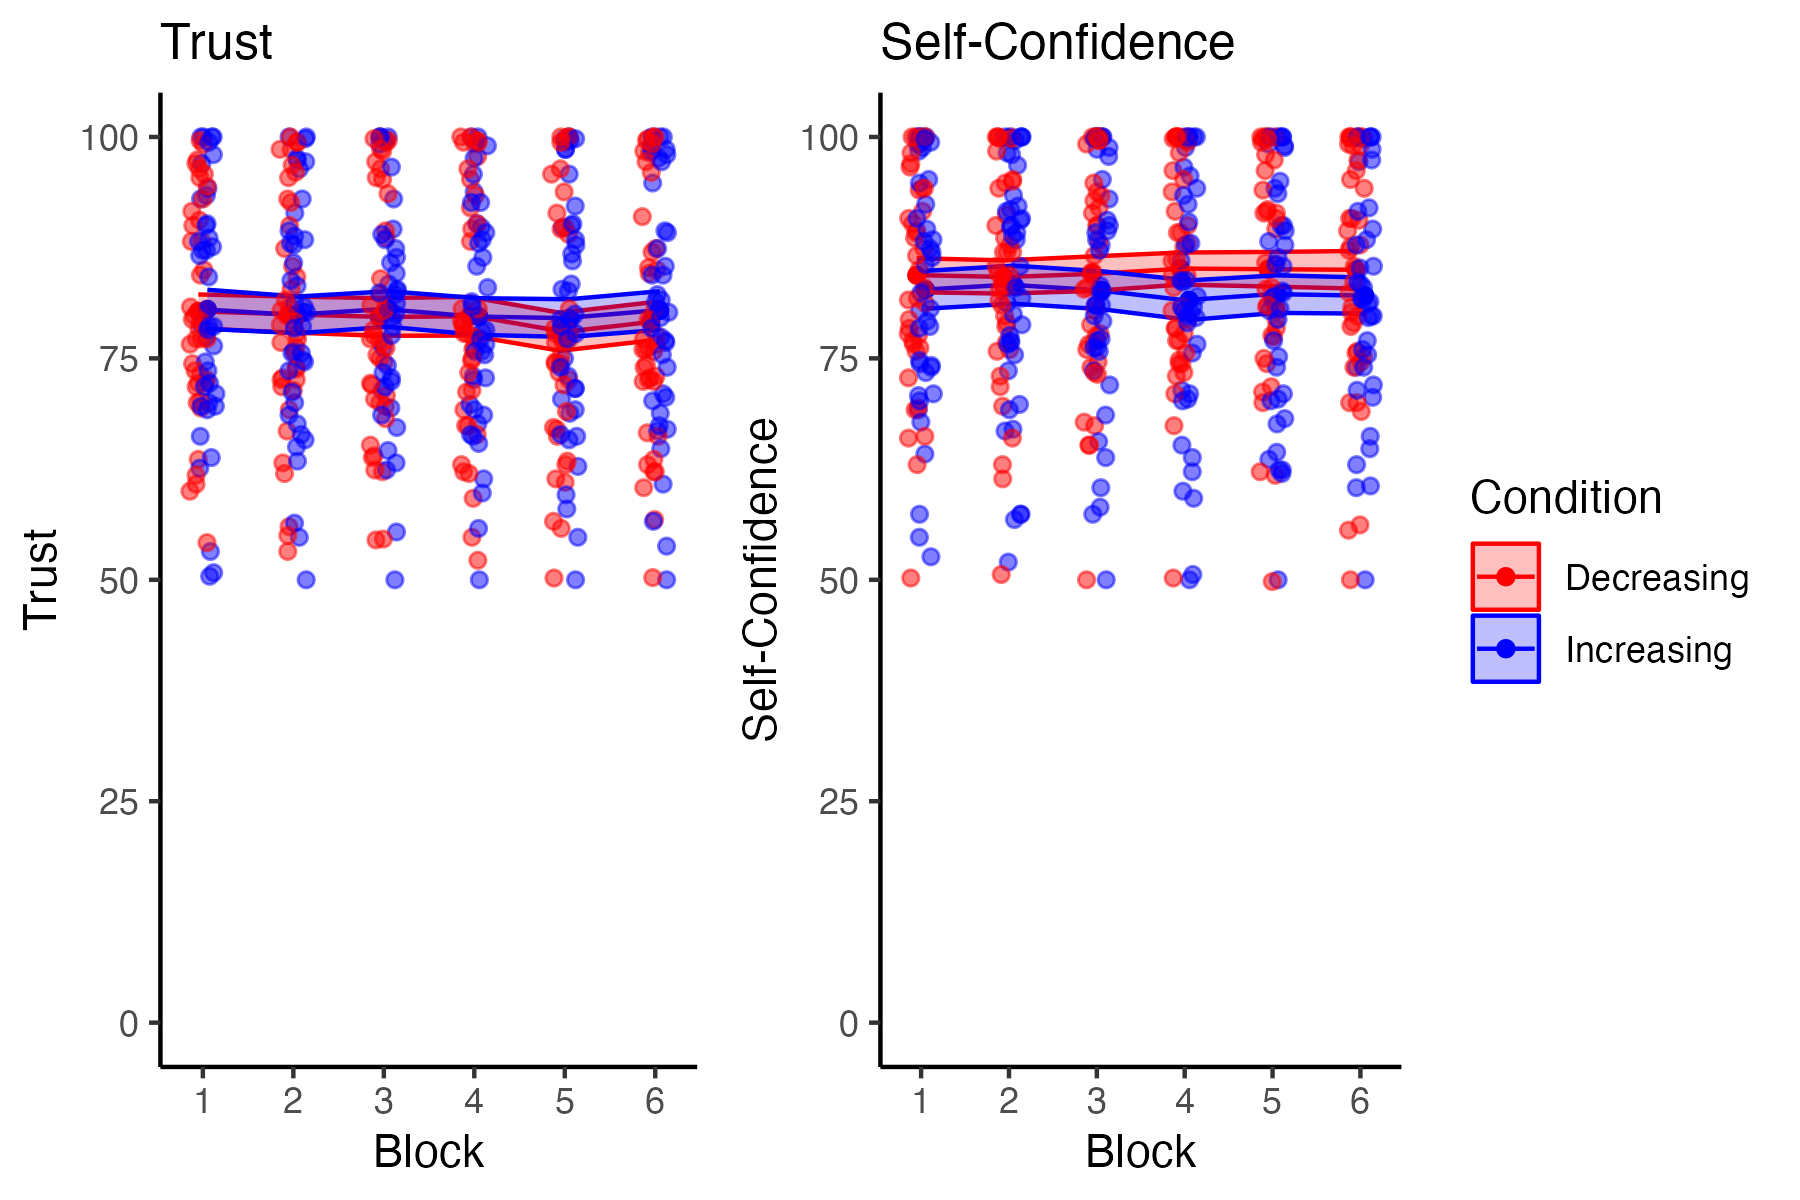 Trust
Self-Confidence
Trust
100
75
50
25
0
1 2 3 4 5 6
Block
Self-Confidence
100
75
50
25
0
1 2 3 4 5 6
Block
Condition
Decreasing
Increasing